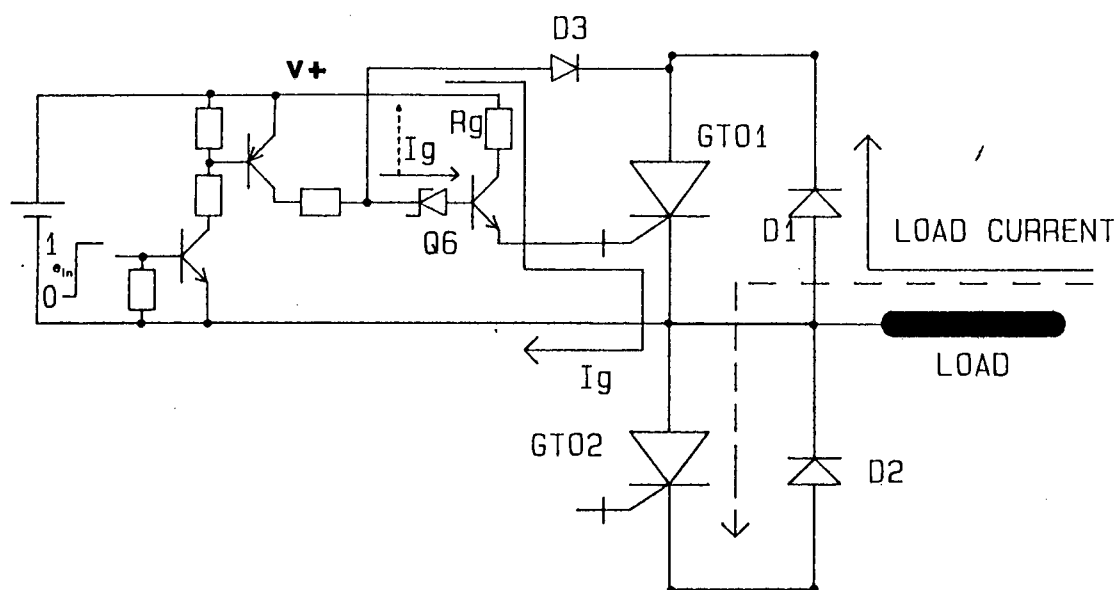 D3
V+
Rg
GTO1
Ig
D1
LOAD CURRENT
Q6
1
ein
0
LOAD
Ig
GTO2
D2